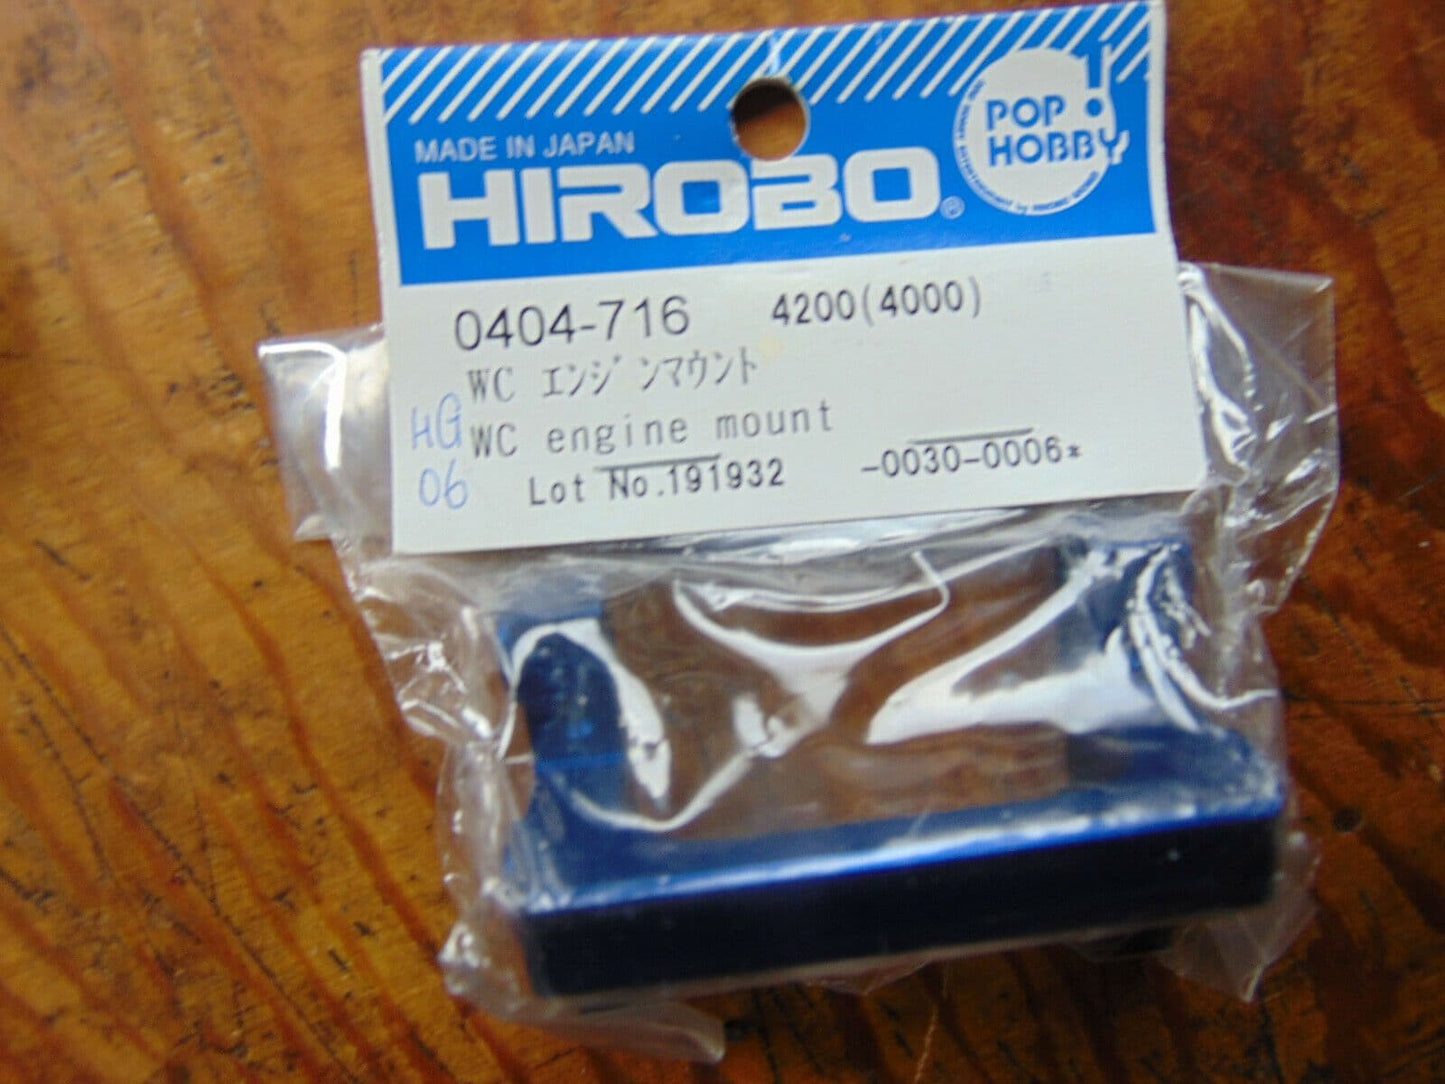 MADE IN JAPAN
HIROBO®
POP!
HOBBY
0404-716 4200(4000)
WC エンジンマウント
HG
WC engine mount
06
Lot No.191932 -0030-0006*